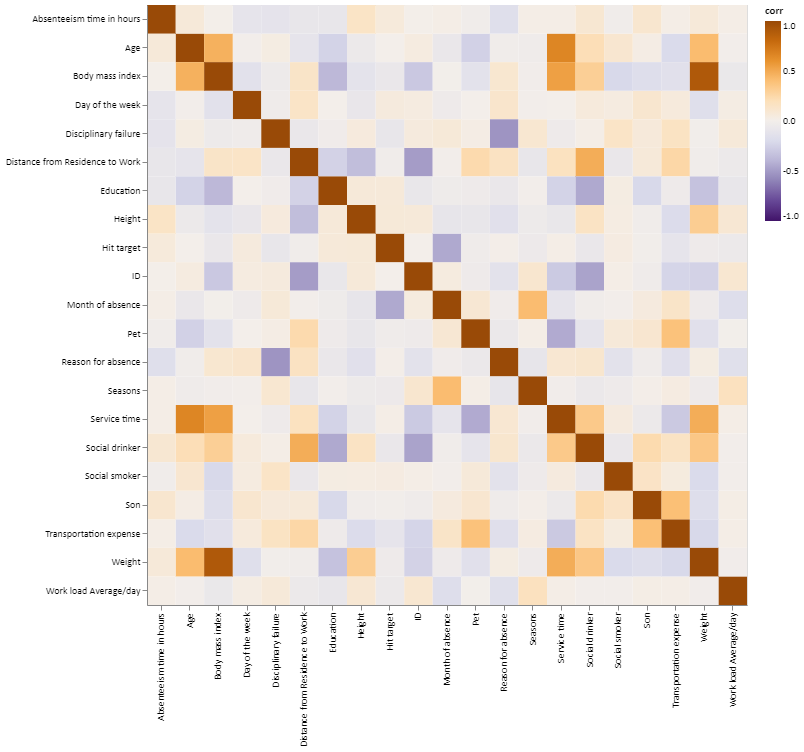 corr
1.0
0.5
0.0
-0.5
-1.0
Absenteeism time in hours
Age
Body mass index
Day of the week
Disciplinary failure
Distance from Residence to Work
Education
Height
Hit target
ID
Month of absence
Pet
Reason for absence
Seasons
Service time
Social drinker
Social smoker
Son
Transportation expense
Weight
Work load Average/day
Absenteeism time in hours
Age
Body mass index
Day of the week
Disciplinary failure
Distance from Residence to Work
Education
Height
Hit target
ID
Month of absence
Pet
Reason for absence
Seasons
Service time
Social drinker
Social smoker
Son
Transportation expense
Weight
Work load Average/day